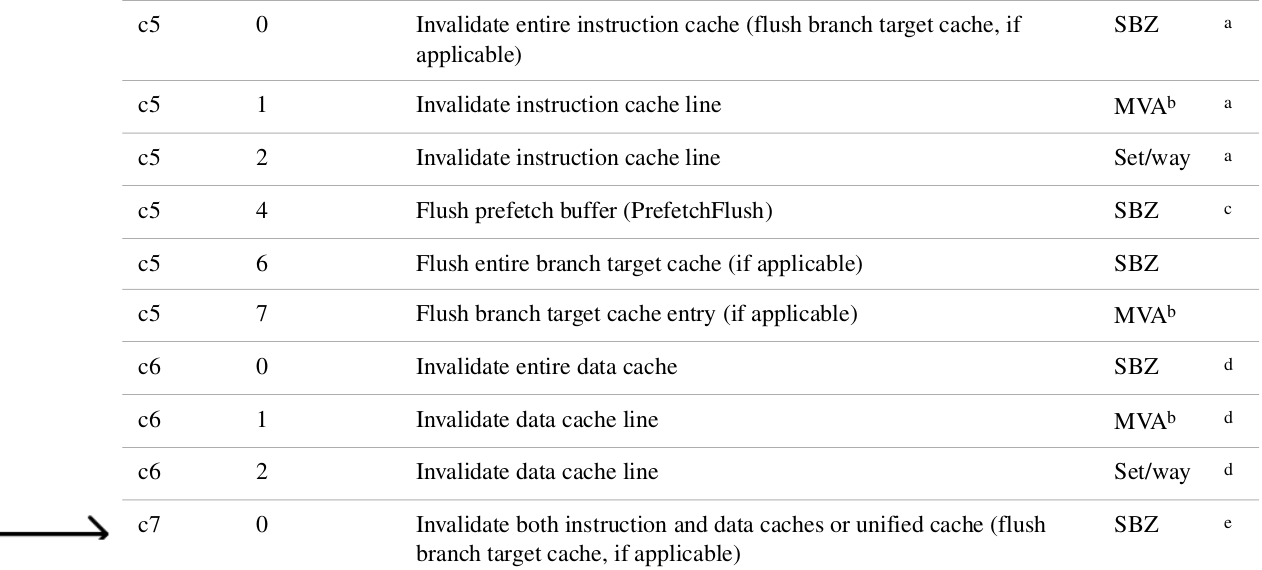 c5 0 Invalidate entire instruction cache (flush branch target cache, if SBZ a
applicable)
c5 1 Invalidate instruction cache line MVAb a
c5 2 Invalidate instruction cache line Set/way a
c5 4 Flush prefetch buffer (PrefetchFlush) SBZ c
c5 6 Flush entire branch target cache (if applicable) SBZ
c5 7 Flush branch target cache entry (if applicable) MVAb
c6 0 Invalidate entire data cache SBZ d
c6 1 Invalidate data cache line MVAb d
c6 2 Invalidate data cache line Set/way d
c7 0 Invalidate both instruction and data caches or unified cache (flush SBZ e
branch target cache, if applicable)